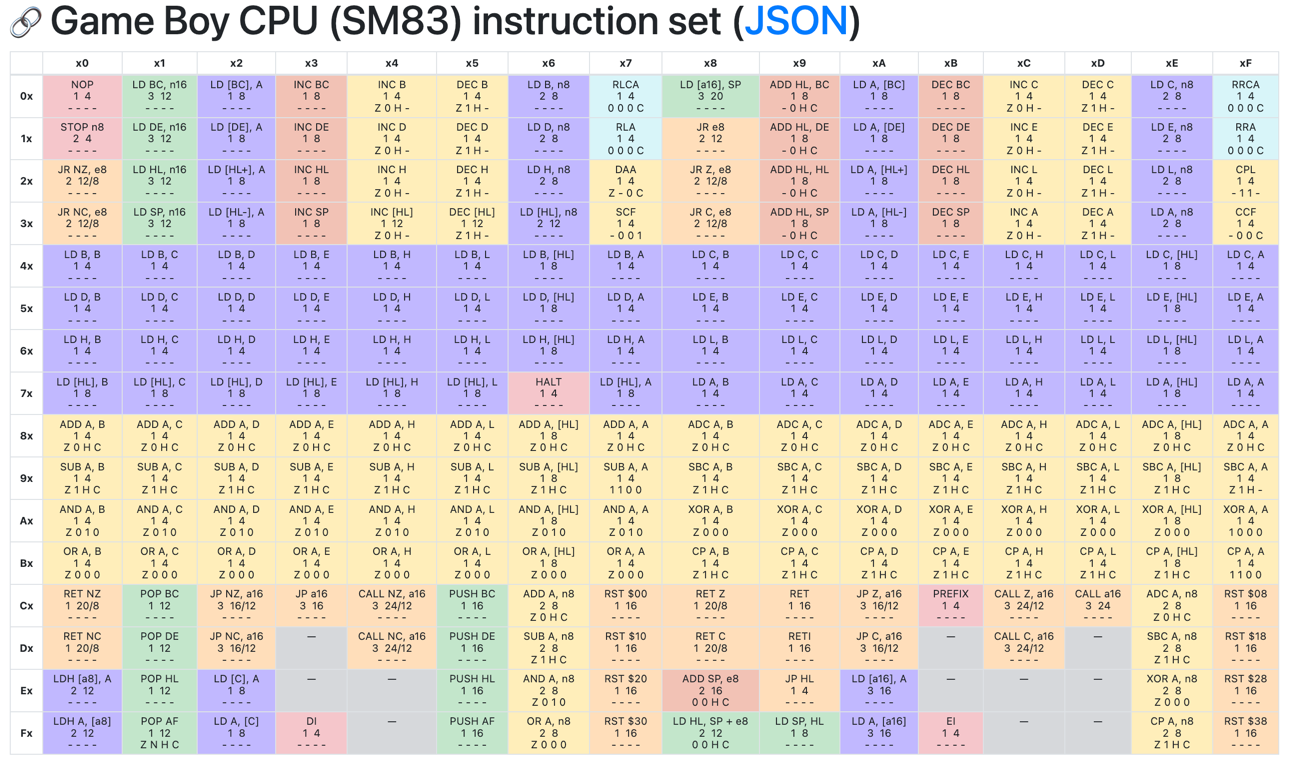 Game Boy CPU (SM83) instruction set (JSON)
x0 x1 x2 x3 x4 x5 x6 x7 x8 x9 xA xB xC xD xE xF
NOP LD BC, n16 LD [BC], A INC BC INC B DEC B LD B, n8 RLCA LD [a16], SP ADD HL, BC LD A, [BC] DEC BC INC C DEC C LD C, n8 RRCA
0x 1 4 3 12 1 8 1 8 1 4 1 4 2 8 1 4 3 20 1 8 1 8 1 8 1 4 1 4 2 8 1 4
- - - - - - - - - - - - - - - - Z 0 H - Z 1 H - - - - - 0 0 0 C - - - - - 0 H C - - - - - - - - Z 0 H - Z 1 H - - - - - 0 0 0 C
STOP n8 LD DE, n16 LD [DE], A INC DE INC D DEC D LD D, n8 RLA JR e8 ADD HL, DE LD A, [DE] DEC DE INC E DEC E LD E, n8 RRA
1x 2 4 3 12 1 8 1 8 1 4 1 4 2 8 1 4 2 12 1 8 1 8 1 8 1 4 1 4 2 8 1 4
- - - - - - - - - - - - - - - - Z 0 H - Z 1 H - - - - - 0 0 0 C - - - - - 0 H C - - - - - - - - Z 0 H - Z 1 H - - - - - 0 0 0 C
JR NZ, e8 LD HL, n16 LD [HL+], A INC HL INC H DEC H LD H, n8 DAA JR Z, e8 ADD HL, HL LD A, [HL+] DEC HL INC L DEC L LD L, n8 CPL
2x 2 12/8 3 12 1 8 1 8 1 4 1 4 2 8 1 4 2 12/8 1 8 1 8 1 8 1 4 1 4 2 8 1 4
- - - - - - - - - - - - - - - - Z 0 H - Z 1 H - - - - - Z - 0 C - - - - - 0 H C - - - - - - - - Z 0 H - Z 1 H - - - - - - 1 1 -
JR NC, e8 LD SP, n16 LD [HL-], A INC SP INC [HL] DEC [HL] LD [HL], n8 SCF JR C, e8 ADD HL, SP LD A, [HL-] DEC SP INC A DEC A LD A, n8 CCF
3x 2 12/8 3 12 1 8 1 8 1 12 1 12 2 12 1 4 2 12/8 1 8 1 8 1 8 1 4 1 4 2 8 1 4
- - - - - - - - - - - - - - - - Z 0 H - Z 1 H - - - - - - 0 0 1 - - - - - 0 H C - - - - - - - - Z 0 H - Z 1 H - - - - - - 0 0 C
LD B, B LD B, C LD B, D LD B, E LD B, H LD B, L LD B, [HL] LD B, A LD C, B LD C, C LD C, D LD C, E LD C, H LD C, L LD C, [HL] LD C, A
4x 1 4 1 4 1 4 1 4 1 4 1 4 1 8 1 4 1 4 1 4 1 4 1 4 1 4 1 4 1 8 1 4
- - - - - - - - - - - - - - - - - - - - - - - - - - - - - - - - - - - - - - - - - - - - - - - - - - - - - - - - - - - - - - - -
LD D, B LD D, C LD D, D LD D, E LD D, H LD D, L LD D, [HL] LD D, A LD E, B LD E, C LD E, D LD E, E LD E, H LD E, L LD E, [HL] LD E, A
5x 1 4 1 4 1 4 1 4 1 4 1 4 1 8 1 4 1 4 1 4 1 4 1 4 1 4 1 4 1 8 1 4
- - - - - - - - - - - - - - - - - - - - - - - - - - - - - - - - - - - - - - - - - - - - - - - - - - - - - - - - - - - - - - - -
LD H, B LD H, C LD H, D LD H, E LD H, H LD H, L LD H, [HL] LD H, A LD L, B LD L, C LD L, D LD L, E LD L, H LD L, L LD L, [HL] LD L, A
6x 1 4 1 4 1 4 1 4 1 4 1 4 1 8 1 4 1 4 1 4 1 4 1 4 1 4 1 4 1 8 1 4
- - - - - - - - - - - - - - - - - - - - - - - - - - - - - - - - - - - - - - - - - - - - - - - - - - - - - - - - - - - - - - - -
LD [HL], B LD [HL], C LD [HL], D LD [HL], E LD [HL], H LD [HL], L HALT LD [HL], A LD A, B LD A, C LD A, D LD A, E LD A, H LD A, L LD A, [HL] LD A, A
7x 1 8 1 8 1 8 1 8 1 8 1 8 1 4 1 8 1 4 1 4 1 4 1 4 1 4 1 4 1 8 1 4
- - - - - - - - - - - - - - - - - - - - - - - - - - - - - - - - - - - - - - - - - - - - - - - - - - - - - - - - - - - - - - - -
ADD A, B ADD A, C ADD A, D ADD A, E ADD A, H ADD A, L ADD A, [HL] ADD A, A ADC A, B ADC A, C ADC A, D ADC A, E ADC A, H ADC A, L ADC A, [HL] ADC A, A
8x 1 4 1 4 1 4 1 4 1 4 1 4 1 8 1 4 1 4 1 4 1 4 1 4 1 4 1 4 1 8 1 4
Z 0 H C Z 0 H C Z 0 H C Z 0 H C Z 0 H C Z 0 H C Z 0 H C Z 0 H C Z 0 H C Z 0 H C Z 0 H C Z 0 H C Z 0 H C Z 0 H C Z 0 H C Z 0 H C
SUB A, B SUB A, C SUB A, D SUB A, E SUB A, H SUB A, L SUB A, [HL] SUB A, A SBC A, B SBC A, C SBC A, D SBC A, E SBC A, H SBC A, L SBC A, [HL] SBC A, A
9x 1 4 1 4 1 4 1 4 1 4 1 4 1 8 1 4 1 4 1 4 1 4 1 4 1 4 1 4 1 8 1 4
Z 1 H C Z 1 H C Z 1 H C Z 1 H C Z 1 H C Z 1 H C Z 1 H C 1 1 0 0 Z 1 H C Z 1 H C Z 1 H C Z 1 H C Z 1 H C Z 1 H C Z 1 H C Z 1 H -
AND A, B AND A, C AND A, D AND A, E AND A, H AND A, L AND A, [HL] AND A, A XOR A, B XOR A, C XOR A, D XOR A, E XOR A, H XOR A, L XOR A, [HL] XOR A, A
Ax 1 4 1 4 1 4 1 4 1 4 1 4 1 8 1 4 1 4 1 4 1 4 1 4 1 4 1 4 1 8 1 4
Z 0 1 0 Z 0 1 0 Z 0 1 0 Z 0 1 0 Z 0 1 0 Z 0 1 0 Z 0 1 0 Z 0 1 0 Z 0 0 0 Z 0 0 0 Z 0 0 0 Z 0 0 0 Z 0 0 0 Z 0 0 0 Z 0 0 0 1 0 0 0
OR A, B OR A, C OR A, D OR A, E OR A, H OR A, L OR A, [HL] OR A, A CP A, B CP A, C CP A, D CP A, E CP A, H CP A, L CP A, [HL] CP A, A
Bx 1 4 1 4 1 4 1 4 1 4 1 4 1 8 1 4 1 4 1 4 1 4 1 4 1 4 1 4 1 8 1 4
Z 0 0 0 Z 0 0 0 Z 0 0 0 Z 0 0 0 Z 0 0 0 Z 0 0 0 Z 0 0 0 Z 0 0 0 Z 1 H C Z 1 H C Z 1 H C Z 1 H C Z 1 H C Z 1 H C Z 1 H C 1 1 0 0
RET NZ POP BC JP NZ, a16 JP a16 CALL NZ, a16 PUSH BC ADD A, n8 RST $00 RET Z RET JP Z, a16 PREFIX CALL Z, a16 CALL a16 ADC A, n8 RST $08
Cx 1 20/8 1 12 3 16/12 3 16 3 24/12 1 16 2 8 1 16 1 20/8 1 16 3 16/12 1 4 3 24/12 3 24 2 8 1 16
- - - - - - - - - - - - - - - - - - - - - - - - Z 0 H C - - - - - - - - - - - - - - - - - - - - - - - - - - - - Z 0 H C - - - -
RET NC POP DE JP NC, a16 — CALL NC, a16 PUSH DE SUB A, n8 RST $10 RET C RETI JP C, a16 — CALL C, a16 — SBC A, n8 RST $18
Dx 1 20/8 1 12 3 16/12 3 24/12 1 16 2 8 1 16 1 20/8 1 16 3 16/12 3 24/12 2 8 1 16
- - - - - - - - - - - - - - - - - - - - Z 1 H C - - - - - - - - - - - - - - - - - - - - Z 1 H C - - - -
LDH [a8], A POP HL LD [C], A — — PUSH HL AND A, n8 RST $20 ADD SP, e8 JP HL LD [a16], A — — — XOR A, n8 RST $28
Ex 2 12 1 12 1 8 1 16 2 8 1 16 2 16 1 4 3 16 2 8 1 16
- - - - - - - - - - - - - - - - Z 0 1 0 - - - - 0 0 H C - - - - - - - - Z 0 0 0 - - - -
LDH A, [a8] POP AF LD A, [C] DI — PUSH AF OR A, n8 RST $30 LD HL, SP + e8 LD SP, HL LD A, [a16] EI — — CP A, n8 RST $38
Fx 2 12 1 12 1 8 1 4 1 16 2 8 1 16 2 12 1 8 3 16 1 4 2 8 1 16
- - - - Z N H C - - - - - - - - - - - - Z 0 0 0 - - - - 0 0 H C - - - - - - - - - - - - Z 1 H C - - - -